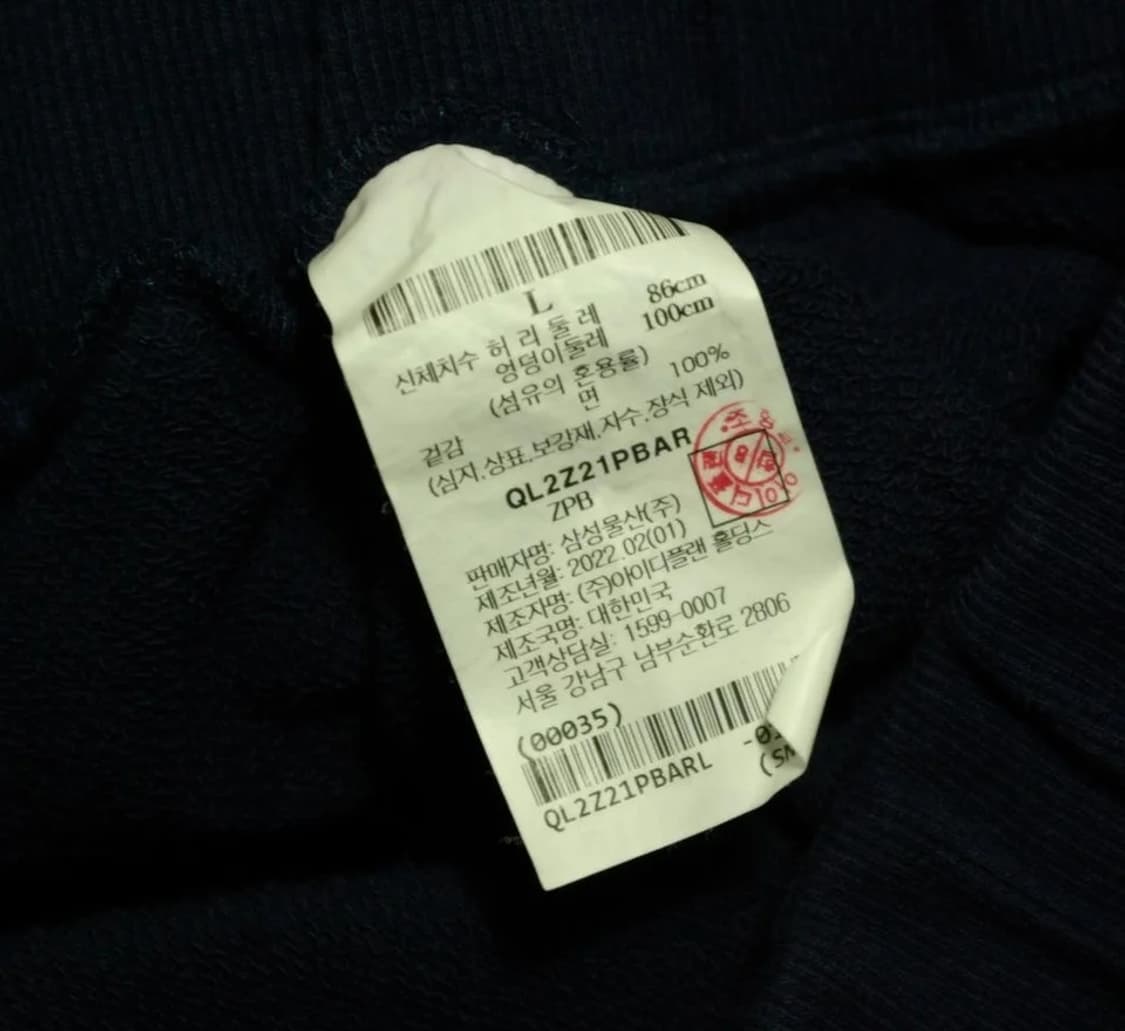 L
신체치수 허 리 둘 레 86cm
엉덩이둘레 100cm
(섬유의 혼용률)
겉감 면 100%
(심지.상표.보강재.자수.장식 제외)
QL2Z21PBAR
ZPB
판매자명: 삼성물산(주)
제조년월: 2022.02(01)
제조자명: (주)아이디플랜 홀딩스
제조국명: 대한민국
고객상담실: 1599-0007
서울 강남구 남부순환로 2806
(00035)
QL2Z21PBARL